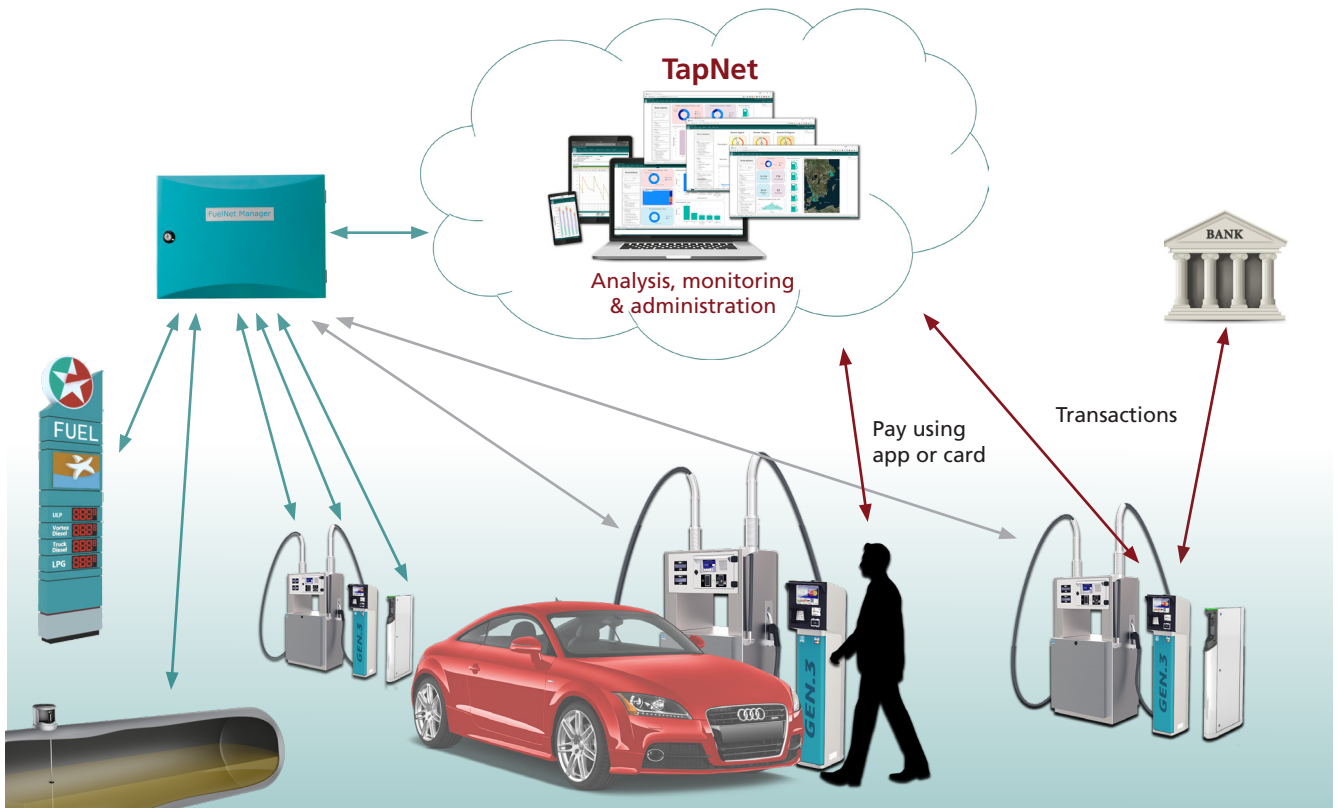 TapNet
FuelNet Manager
Analysis, monitoring
& administration
BANK
FUEL
ULP
Vortex
Diesel
Truck
Diesel
LPG
Pay using
app or card
Transactions
GEN.3
GEN.3
GEN.3